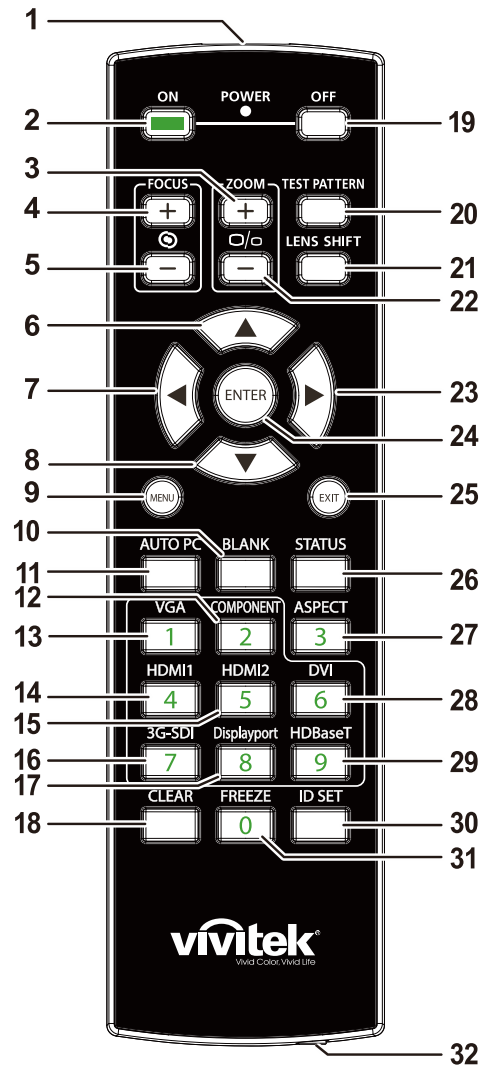 1
ON POWER OFF
2 19
FOCUS ZOOM TEST PATTERN
3
4 + + 20
LENS SHIFT
5 − − 21
22
6
7 ENTER 23
24
8
9 MENU EXIT 25
10 AUTO PC BLANK STATUS
11 26
12 VGA COMPONENT ASPECT
13 1 2 3 27
HDMI1 HDMI2 DVI
14 4 5 6 28
15
3G-SDI Displayport HDBaseT
16 7 8 9 29
17
CLEAR FREEZE ID SET
18 0 30
31
vivitek®
Vivid Color, Vivid Life
32